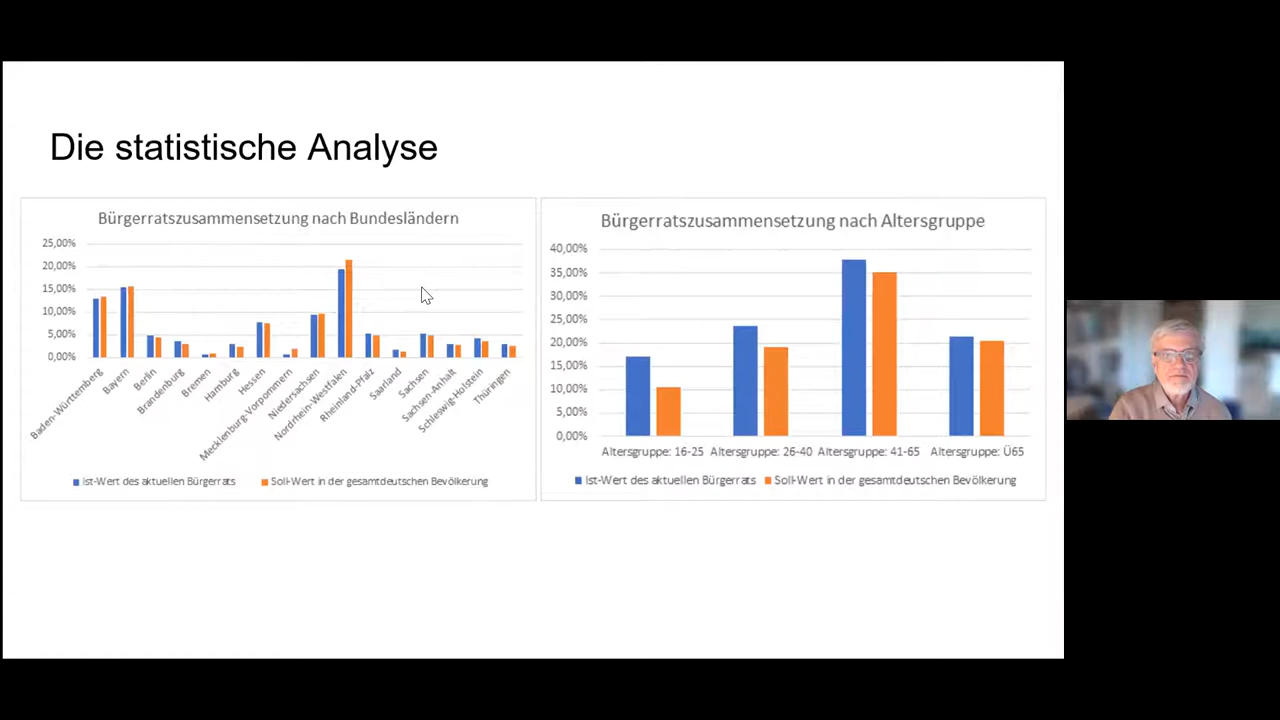 Die statistische Analyse
Bürgerratszusammensetzung nach Bundesländern
25,00%
20,00%
15,00%
10,00%
5,00%
0,00%
Baden-Württemberg
Bayern
Berlin
Brandenburg
Bremen
Hamburg
Hessen
Mecklenburg-Vorpommern
Niedersachsen
Nordrhein-Westfalen
Rheinland-Pfalz
Saarland
Sachsen
Sachsen-Anhalt
Schleswig-Holstein
Thüringen
Ist-Wert des aktuellen Bürgerrats
Soll-Wert in der gesamtdeutschen Bevölkerung
Bürgerratszusammensetzung nach Altersgruppe
40,00%
35,00%
30,00%
25,00%
20,00%
15,00%
10,00%
5,00%
0,00%
Altersgruppe: 16-25
Altersgruppe: 26-40
Altersgruppe: 41-65
Altersgruppe: Ü65
Ist-Wert des aktuellen Bürgerrats
Soll-Wert in der gesamtdeutschen Bevölkerung